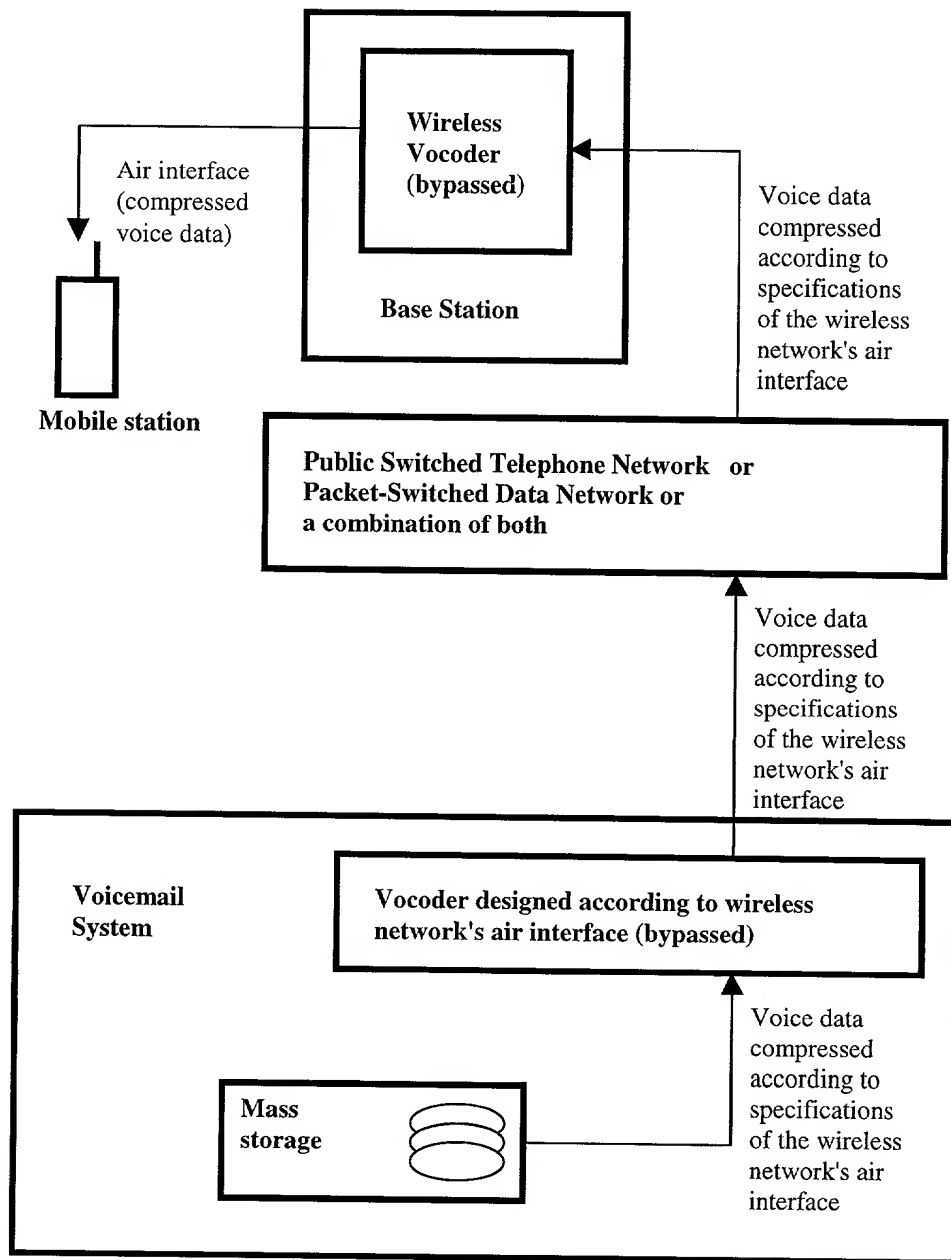 Wireless
Vocoder
(bypassed)
Air interface
(compressed
voice data)
Voice data
compressed
according to
specifications
of the wireless
network's air
interface
Base Station
Mobile station
Public Switched Telephone Network or
Packet-Switched Data Network or
a combination of both
Voice data
compressed
according to
specifications
of the wireless
network's air
interface
Voicemail
System
Vocoder designed according to wireless
network's air interface (bypassed)
Voice data
compressed
according to
specifications
of the wireless
network's air
interface
Mass
storage